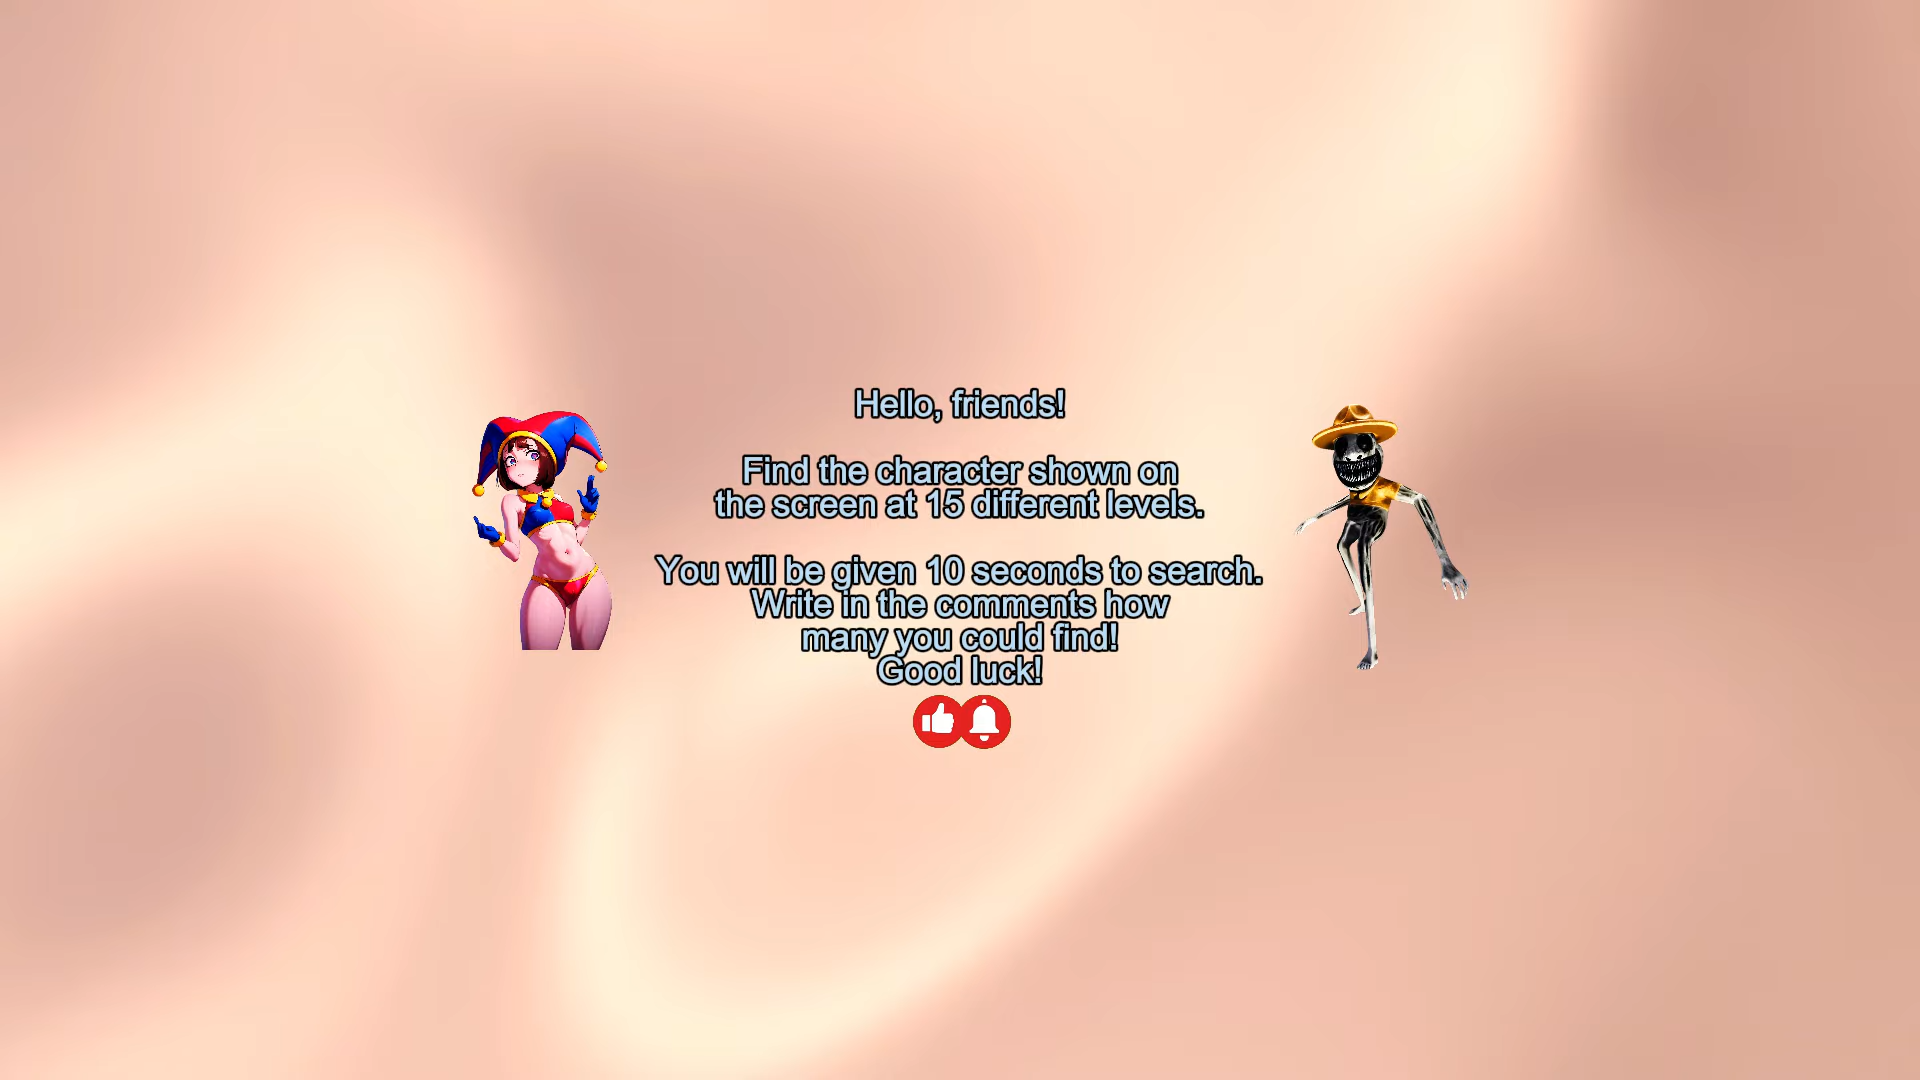 Hello, friends!
Find the character shown on
the screen at 15 different levels.
You will be given 10 seconds to search.
Write in the comments how
many you could find!
Good luck!